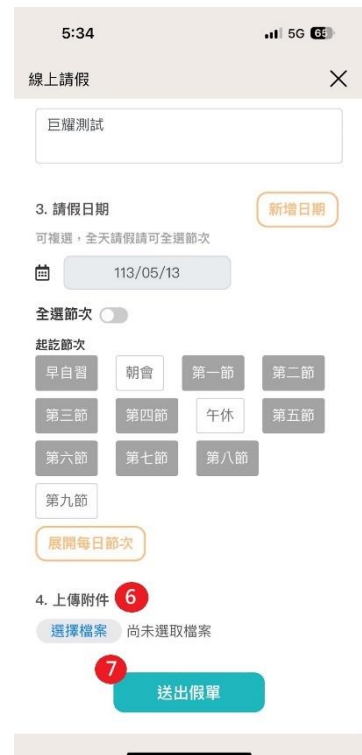 5:34 5G 65
線上請假
巨耀測試
3. 請假日期 新增日期
可複選，全天請假請可全選節次
113/05/13
全選節次
起訖節次
早自習 朝會 第一節 第二節
第三節 第四節 午休 第五節
第六節 第七節 第八節
第九節
展開每日節次
4. 上傳附件 6
選擇檔案 尚未選取檔案
7
送出假單